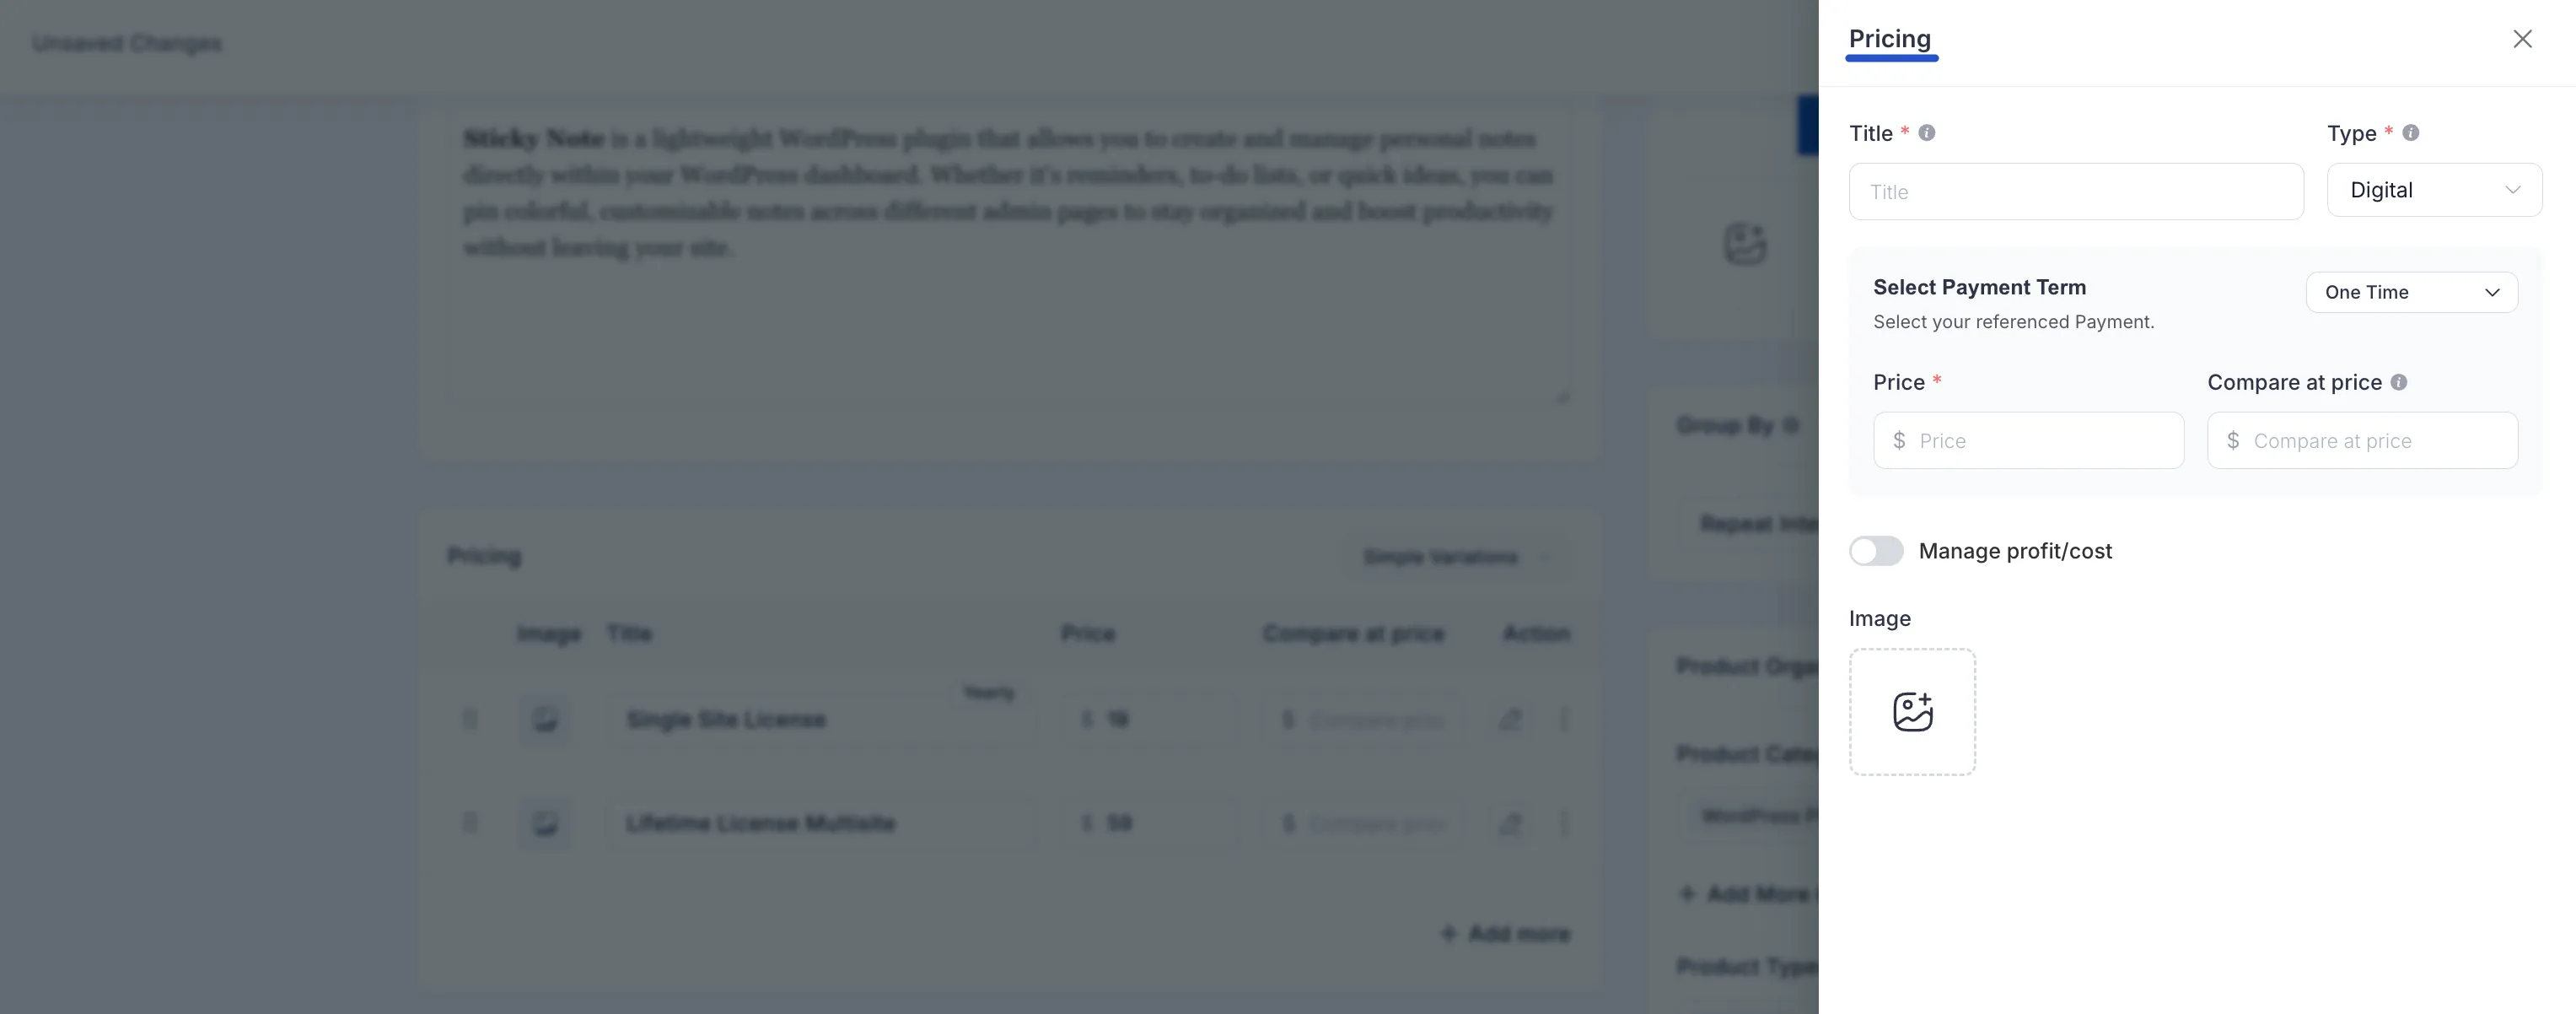 Unsaved Changes
Sticky Note is a lightweight WordPress plugin that allows you to create and manage personal notes
directly within your WordPress dashboard. Whether it's reminders, to-do lists, or quick ideas, you can
pin colorful, customizable notes across different admin pages to stay organized and boost productivity
without leaving your site.
Pricing
Simple Variations
Image Title Price Compare at price Action
Yearly
Single Site License $ 19 $ Compare pric
Lifetime License Multisite $ 59 $ Compare pric
+ Add more
Group By
Repeat Inte
Product Orga
Product Cate
WordPress P
+ Add More
Product Type
Pricing
Title * Type *
Title Digital
Select Payment Term One Time
Select your referenced Payment.
Price * Compare at price
$ Price $ Compare at price
Manage profit/cost
Image